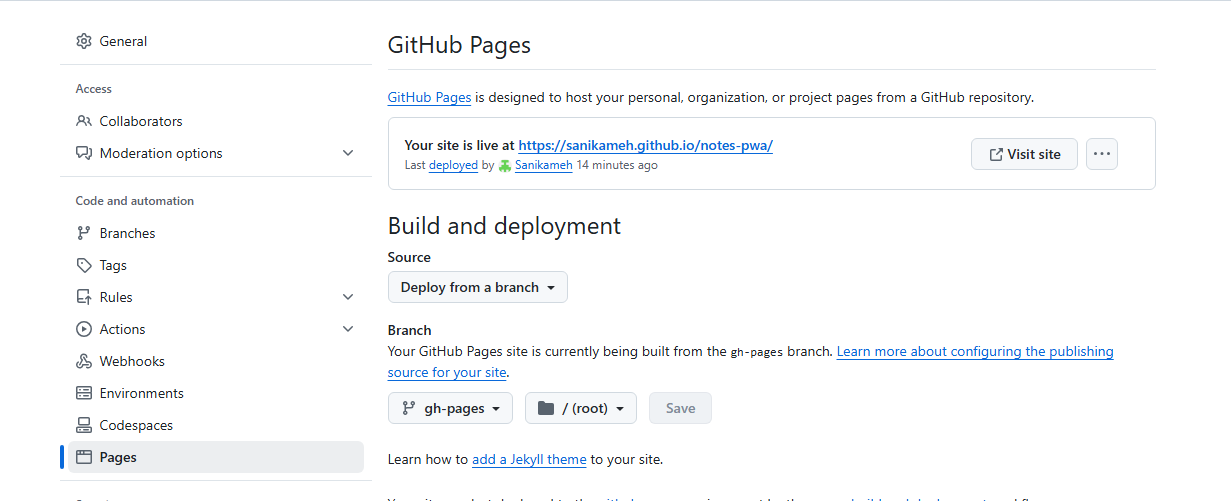 General
Access
Collaborators
Moderation options
Code and automation
Branches
Tags
Rules
Actions
Webhooks
Environments
Codespaces
Pages
GitHub Pages
GitHub Pages is designed to host your personal, organization, or project pages from a GitHub repository.
Your site is live at https://sanikameh.github.io/notes-pwa/
Last deployed by Sanikameh 14 minutes ago
Visit site
Build and deployment
Source
Deploy from a branch
Branch
Your GitHub Pages site is currently being built from the gh-pages branch. Learn more about configuring the publishing
source for your site.
gh-pages
/ (root)
Save
Learn how to add a Jekyll theme to your site.